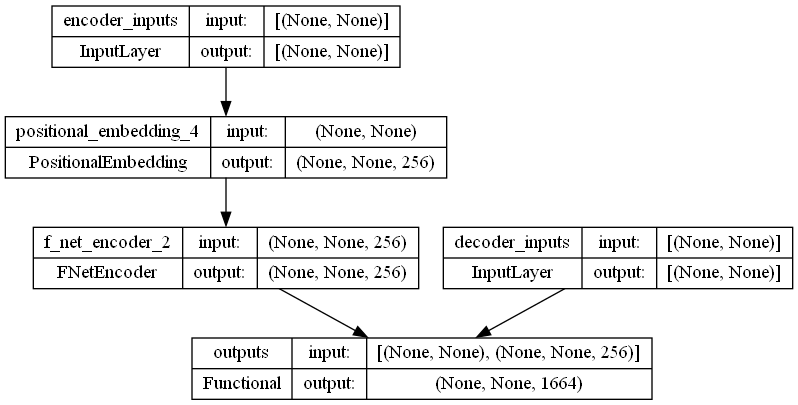 encoder_inputs input: [(None, None)]
InputLayer output: [(None, None)]
positional_embedding_4 input: (None, None)
PositionalEmbedding output: (None, None, 256)
f_net_encoder_2 input: (None, None, 256)
FNetEncoder output: (None, None, 256)
decoder_inputs input: [(None, None)]
InputLayer output: [(None, None)]
outputs input: [(None, None), (None, None, 256)]
Functional output: (None, None, 1664)